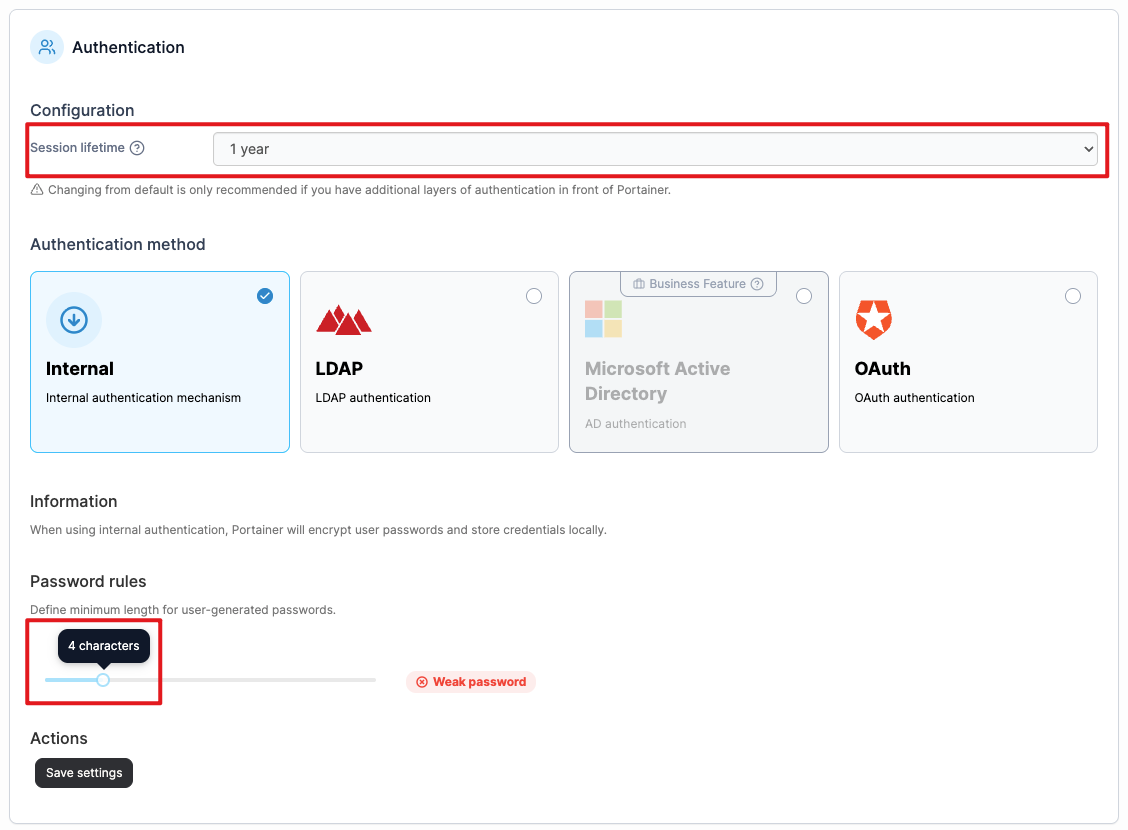 Authentication
Configuration
Session lifetime
1 year
Changing from default is only recommended if you have additional layers of authentication in front of Portainer.
Authentication method
Internal
Internal authentication mechanism
LDAP
LDAP authentication
Business Feature
Microsoft Active
Directory
AD authentication
OAuth
OAuth authentication
Information
When using internal authentication, Portainer will encrypt user passwords and store credentials locally.
Password rules
Define minimum length for user-generated passwords.
4 characters
Weak password
Actions
Save settings